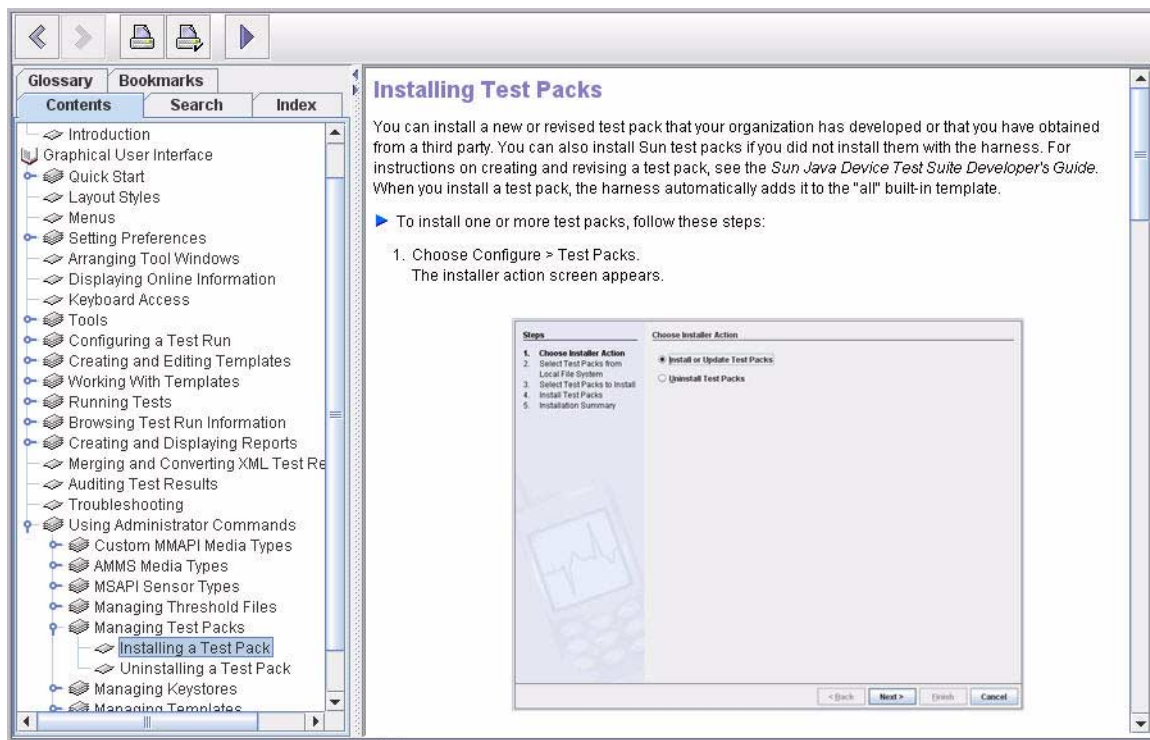 Glossary
Bookmarks
Contents
Search
Index
Introduction
Graphical User Interface
Quick Start
Layout Styles
Menus
Setting Preferences
Arranging Tool Windows
Displaying Online Information
Keyboard Access
Tools
Configuring a Test Run
Creating and Editing Templates
Working With Templates
Running Tests
Browsing Test Run Information
Creating and Displaying Reports
Merging and Converting XML Test Re
Auditing Test Results
Troubleshooting
Using Administrator Commands
Custom MMAPI Media Types
AMMS Media Types
MSAPI Sensor Types
Managing Threshold Files
Managing Test Packs
Installing a Test Pack
Uninstalling a Test Pack
Managing Keystores
Managing Templates
Installing Test Packs
You can install a new or revised test pack that your organization has developed or that you have obtained
from a third party. You can also install Sun test packs if you did not install them with the harness. For
instructions on creating and revising a test pack, see the Sun Java Device Test Suite Developer's Guide.
When you install a test pack, the harness automatically adds it to the "all" built-in template.
To install one or more test packs, follow these steps:
1. Choose Configure > Test Packs.
The installer action screen appears.
Steps
1. Choose Installer Action
2. Select Test Packs from
Local File System
3. Select Test Packs to Install
4. Install Test Packs
5. Installation Summary
Choose Installer Action
Install or Update Test Packs
Uninstall Test Packs
< Back
Next >
Finish
Cancel